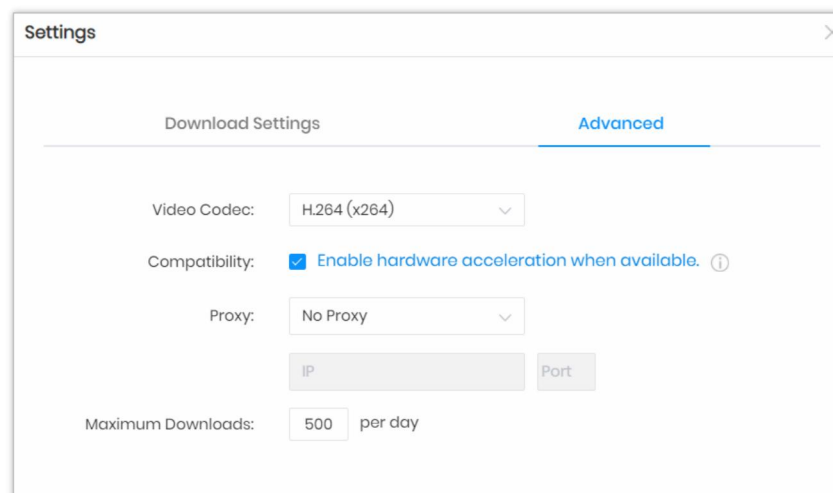 Settings
Download Settings Advanced
Video Codec: H.264 (x264)
Compatibility: Enable hardware acceleration when available.
Proxy: No Proxy
IP Port
Maximum Downloads: 500 per day